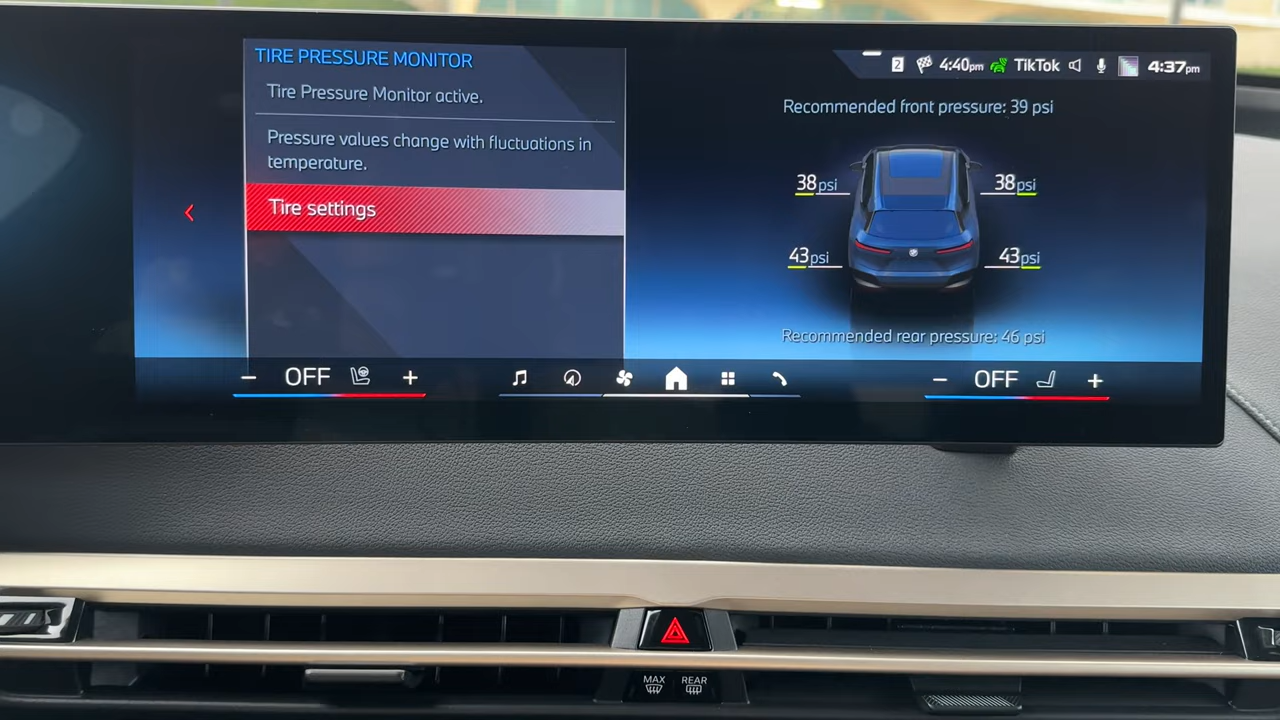 TIRE PRESSURE MONITOR
Tire Pressure Monitor active.
Pressure values change with fluctuations in
temperature.
Tire settings
2 4:40pm TikTok 4:37pm
Recommended front pressure: 39 psi
38psi 38psi
43psi 43psi
Recommended rear pressure: 46 psi
− OFF + − OFF +
MAX REAR